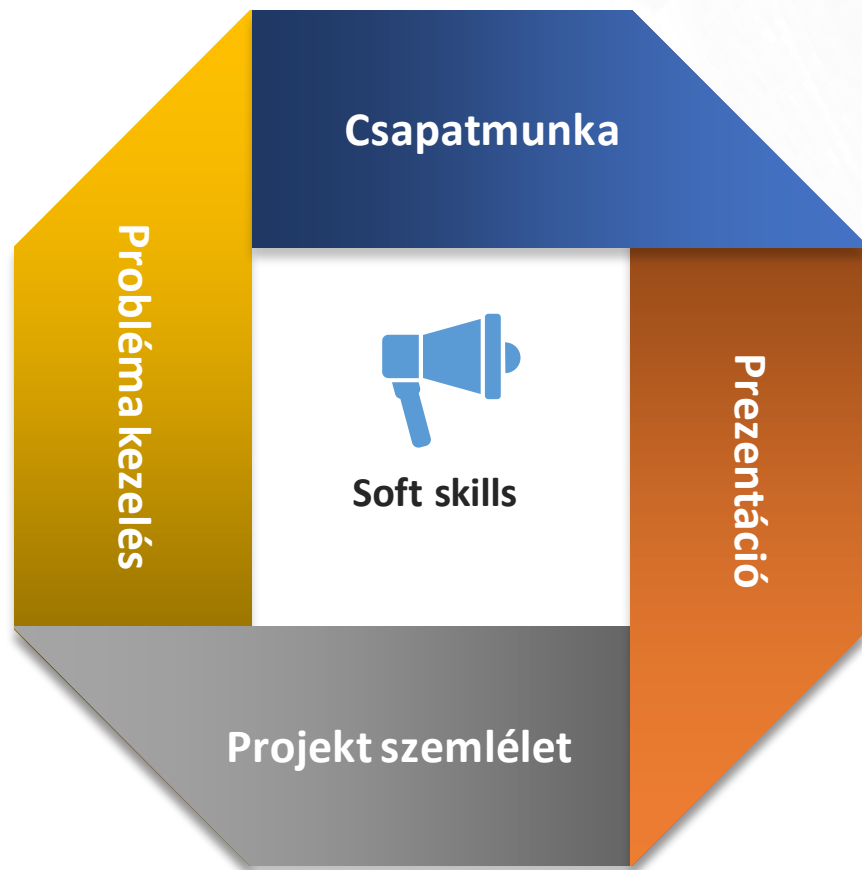 Csapatmunka
Probléma kezelés
Prezentáció
Soft skills
Projekt szemlélet